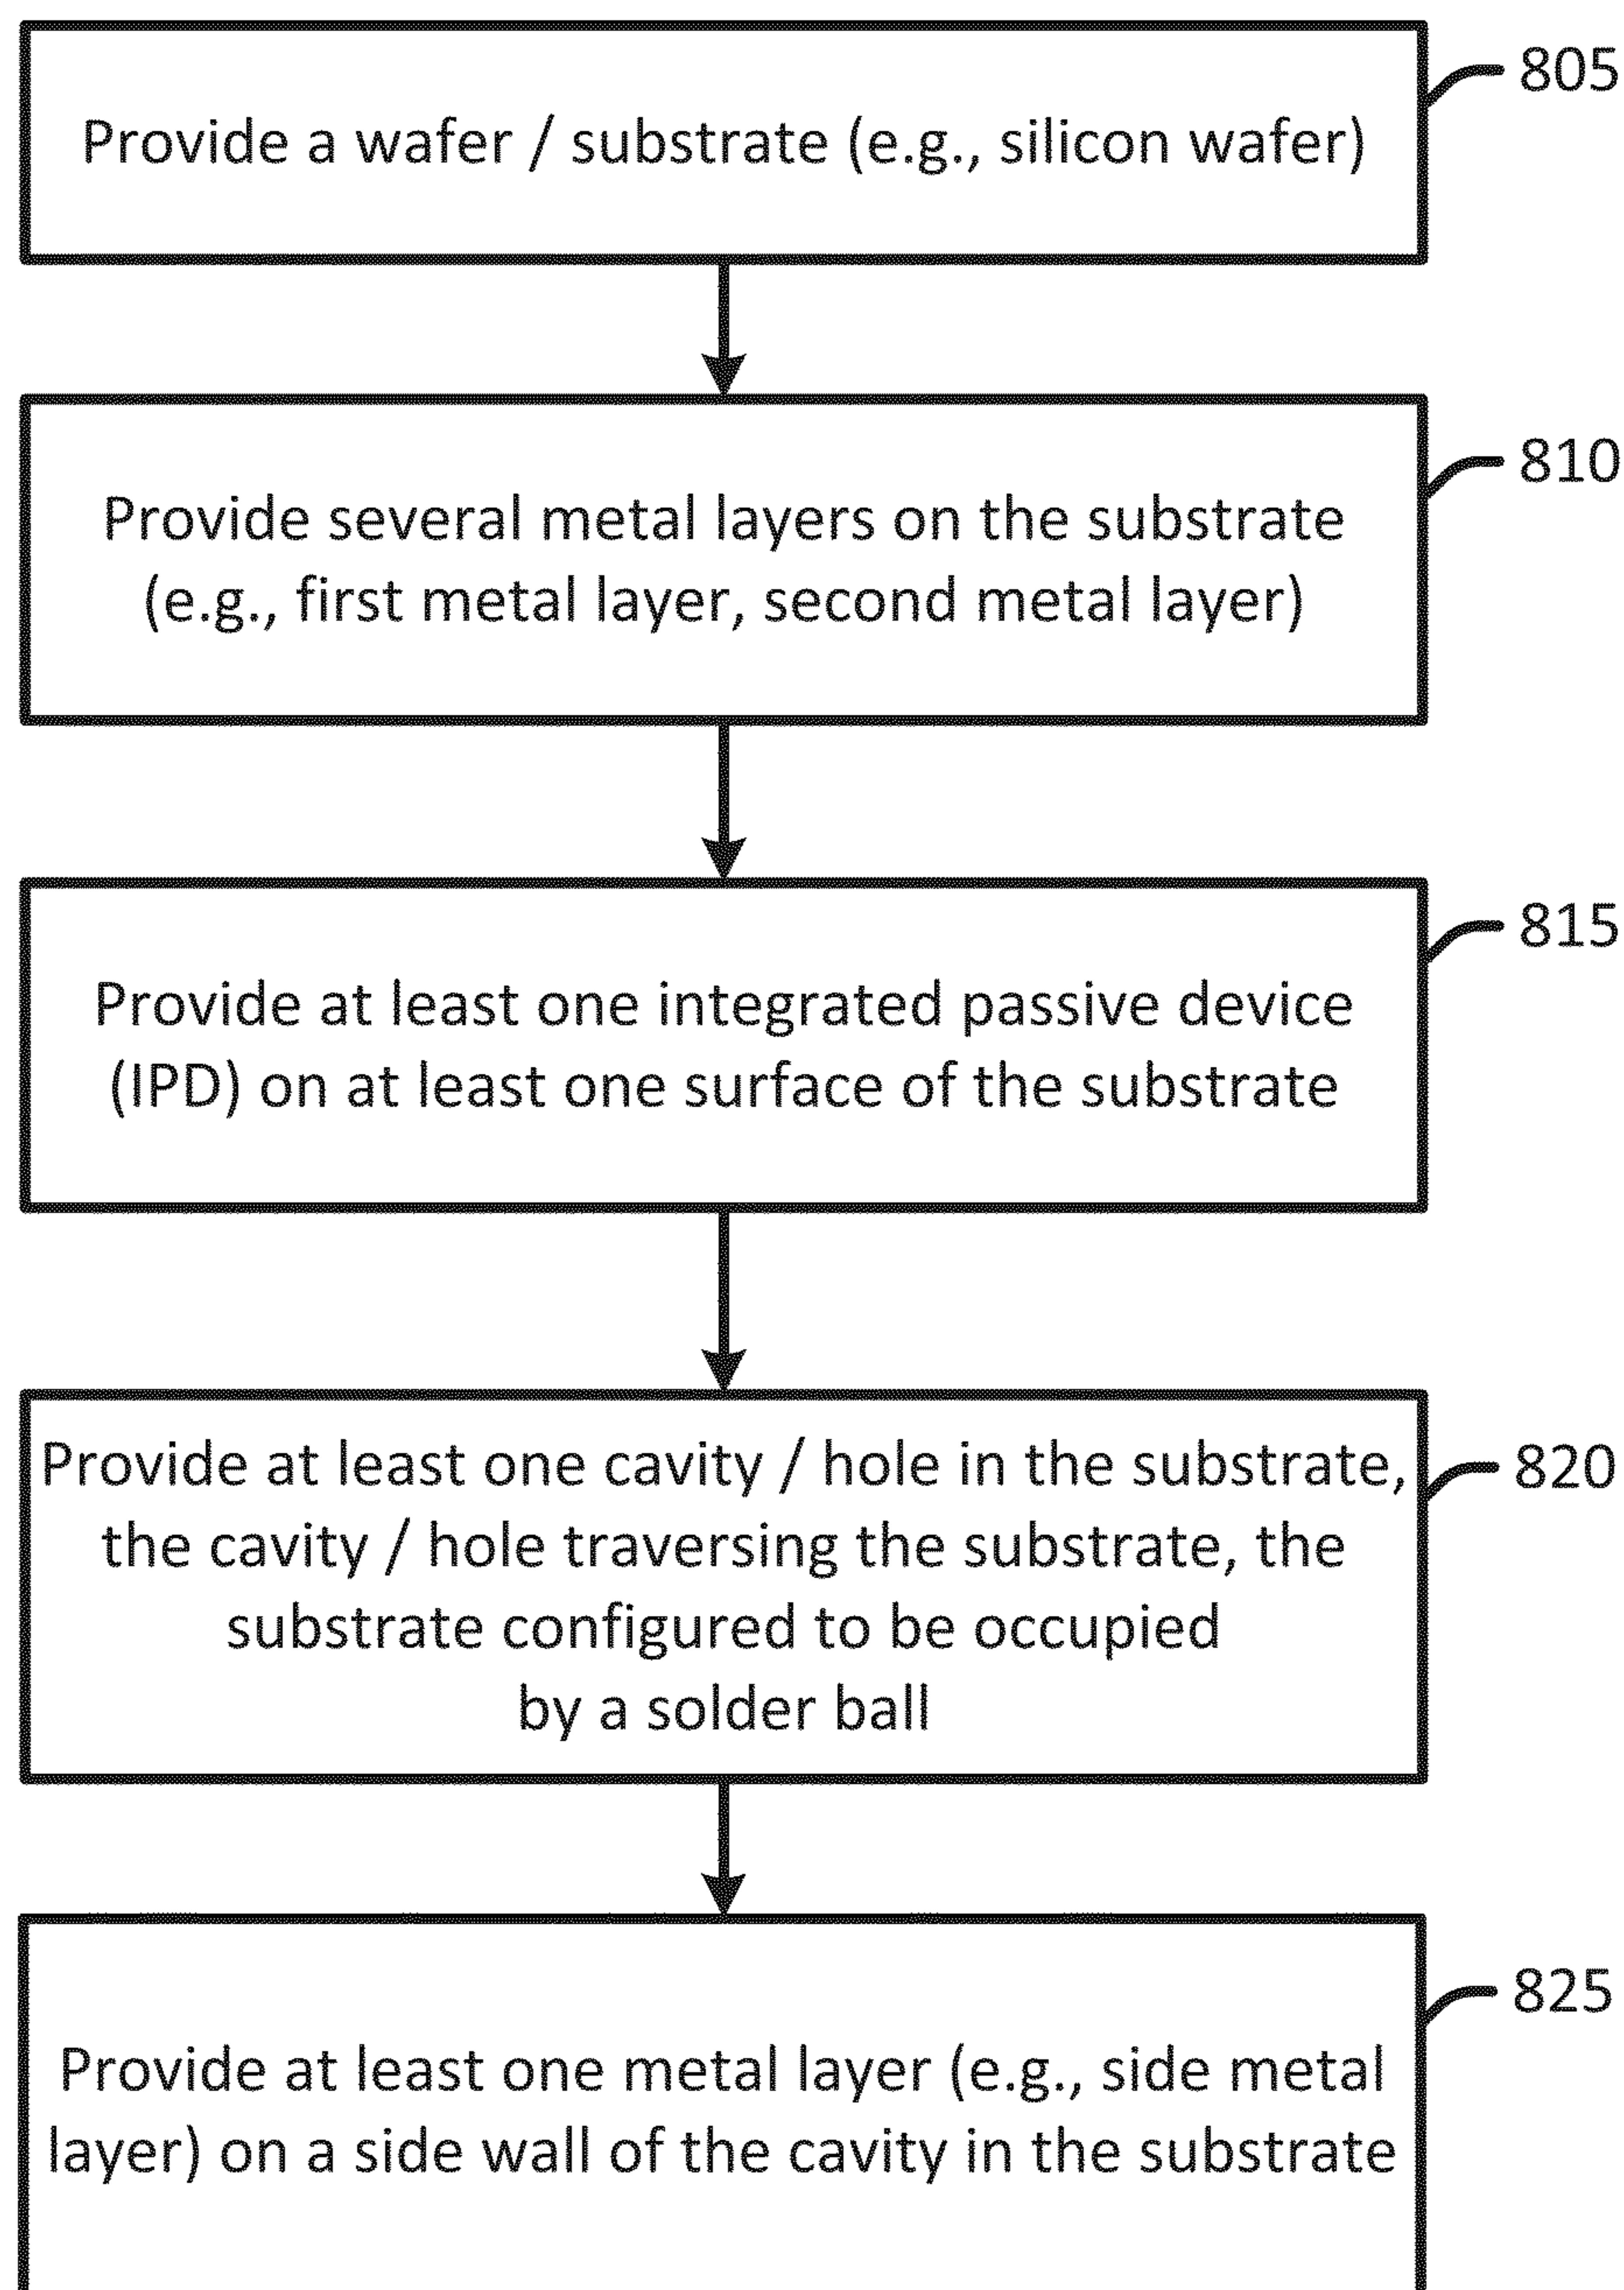 805
Provide a wafer / substrate (e.g., silicon wafer)
810
Provide several metal layers on the substrate
(e.g., first metal layer, second metal layer)
815
Provide at least one integrated passive device
(IPD) on at least one surface of the substrate
820
Provide at least one cavity / hole in the substrate,
the cavity / hole traversing the substrate, the
substrate configured to be occupied
by a solder ball
825
Provide at least one metal layer (e.g., side metal
layer) on a side wall of the cavity in the substrate